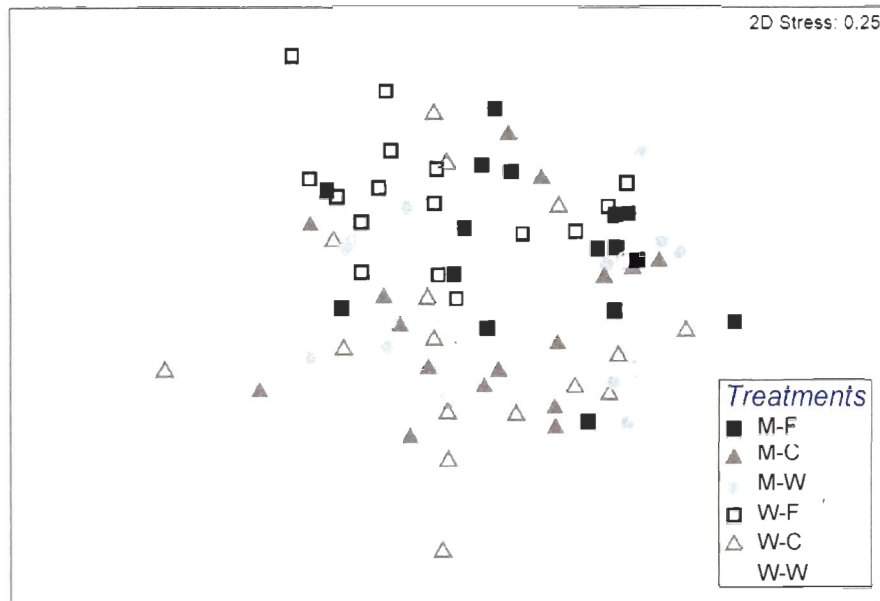 2D Stress: 0.25
Treatments
M-F
M-C
M-W
W-F
W-C
W-W